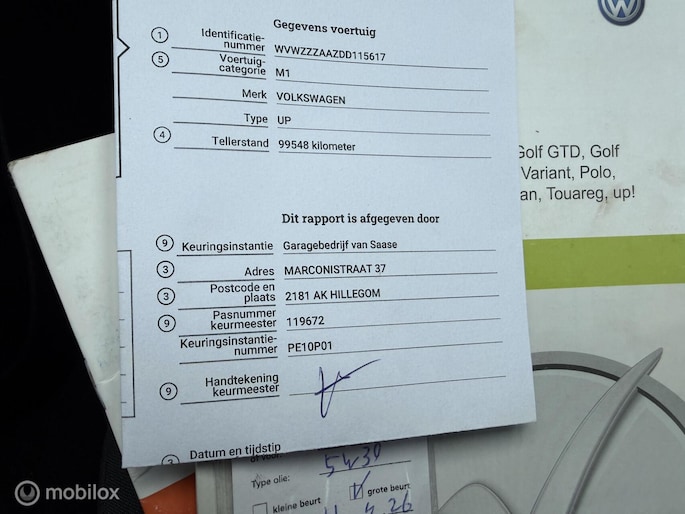 Gegevens voertuig
1 Identificatie-
nummer WVWZZZAAZDD115617
5 Voertuig-
categorie M1
Merk VOLKSWAGEN
Type UP
4 Tellerstand 99548 kilometer
Dit rapport is afgegeven door
9 Keuringsinstantie Garagebedrijf van Saase
3 Adres MARCONISTRAAT 37
3 Postcode en
plaats 2181 AK HILLEGOM
9 Pasnummer
keurmeester 119672
Keuringsinstantie-
nummer PE10P01
9 Handtekening
keurmeester
Datum en tijdstip
5W30
Type olie:
kleine beurt grote beurt
Golf GTD, Golf
Variant, Polo,
an, Touareg, up!
mobilox